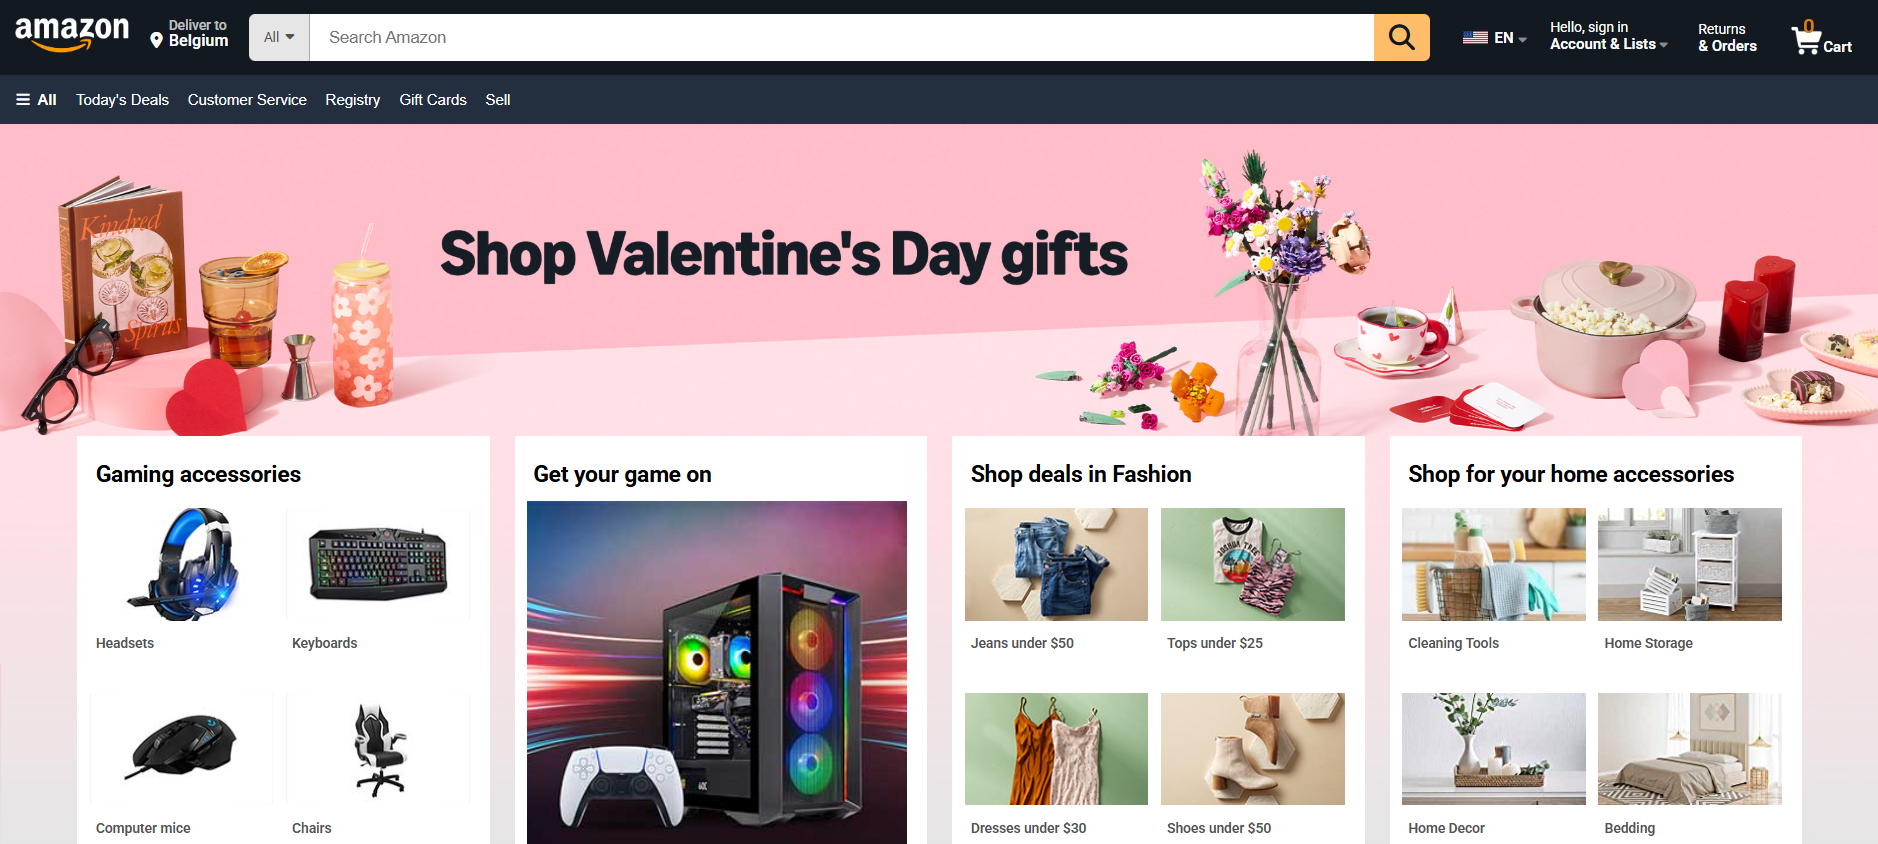 amazon
Deliver to
Belgium
All
Search Amazon
EN
Hello, sign in
Account & Lists
Returns
& Orders
0
Cart
All
Today's Deals
Customer Service
Registry
Gift Cards
Sell
Kindred
Spirits
Shop Valentine's Day gifts
Gaming accessories
Headsets
Keyboards
Computer mice
Chairs
Get your game on
Shop deals in Fashion
JOSHUA TREE
Jeans under $50
Tops under $25
Dresses under $30
Shoes under $50
Shop for your home accessories
Cleaning Tools
Home Storage
Home Decor
Bedding